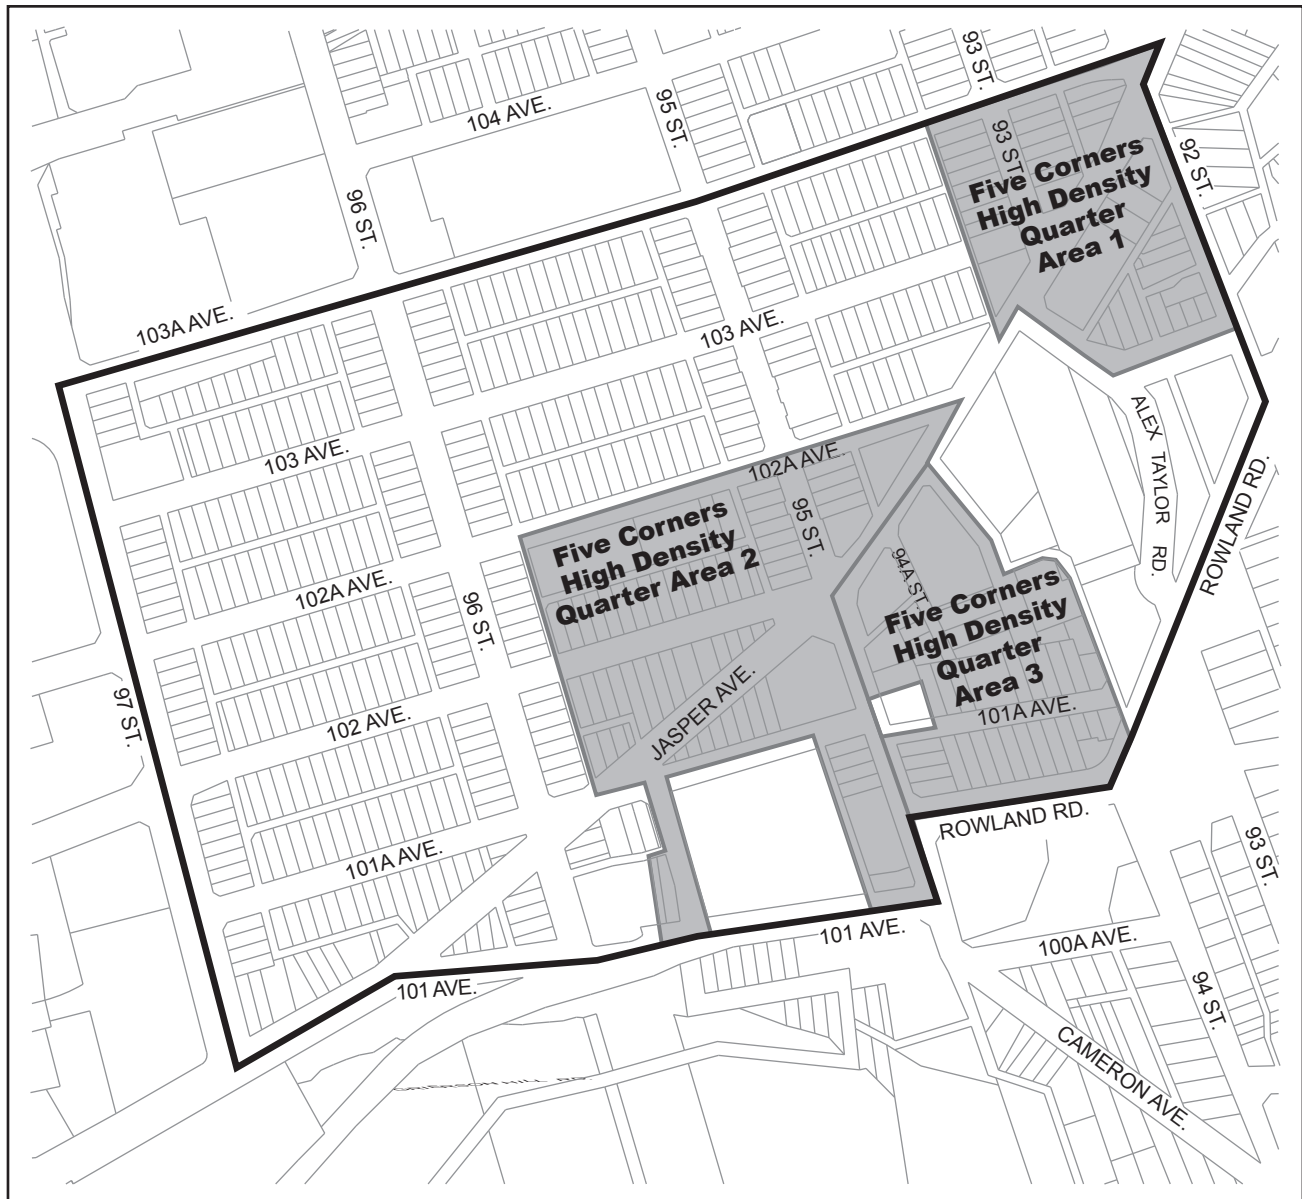 93 ST.
104 AVE.
95 ST.
93 ST.
92 ST.
Five Corners
High Density
Quarter
Area 1
96 ST.
103A AVE.
103 AVE.
ALEX TAYLOR RD.
103 AVE.
102A AVE.
ROWLAND RD.
95 ST.
Five Corners
High Density
Quarter Area 2
94A ST.
102A AVE.
96 ST.
Five Corners
High Density
Quarter
Area 3
97 ST.
102 AVE.
JASPER AVE.
101A AVE.
ROWLAND RD.
101A AVE.
93 ST.
101 AVE.
100A AVE.
101 AVE.
94 ST.
CAMERON AVE.
GRIERSON HILL RD.